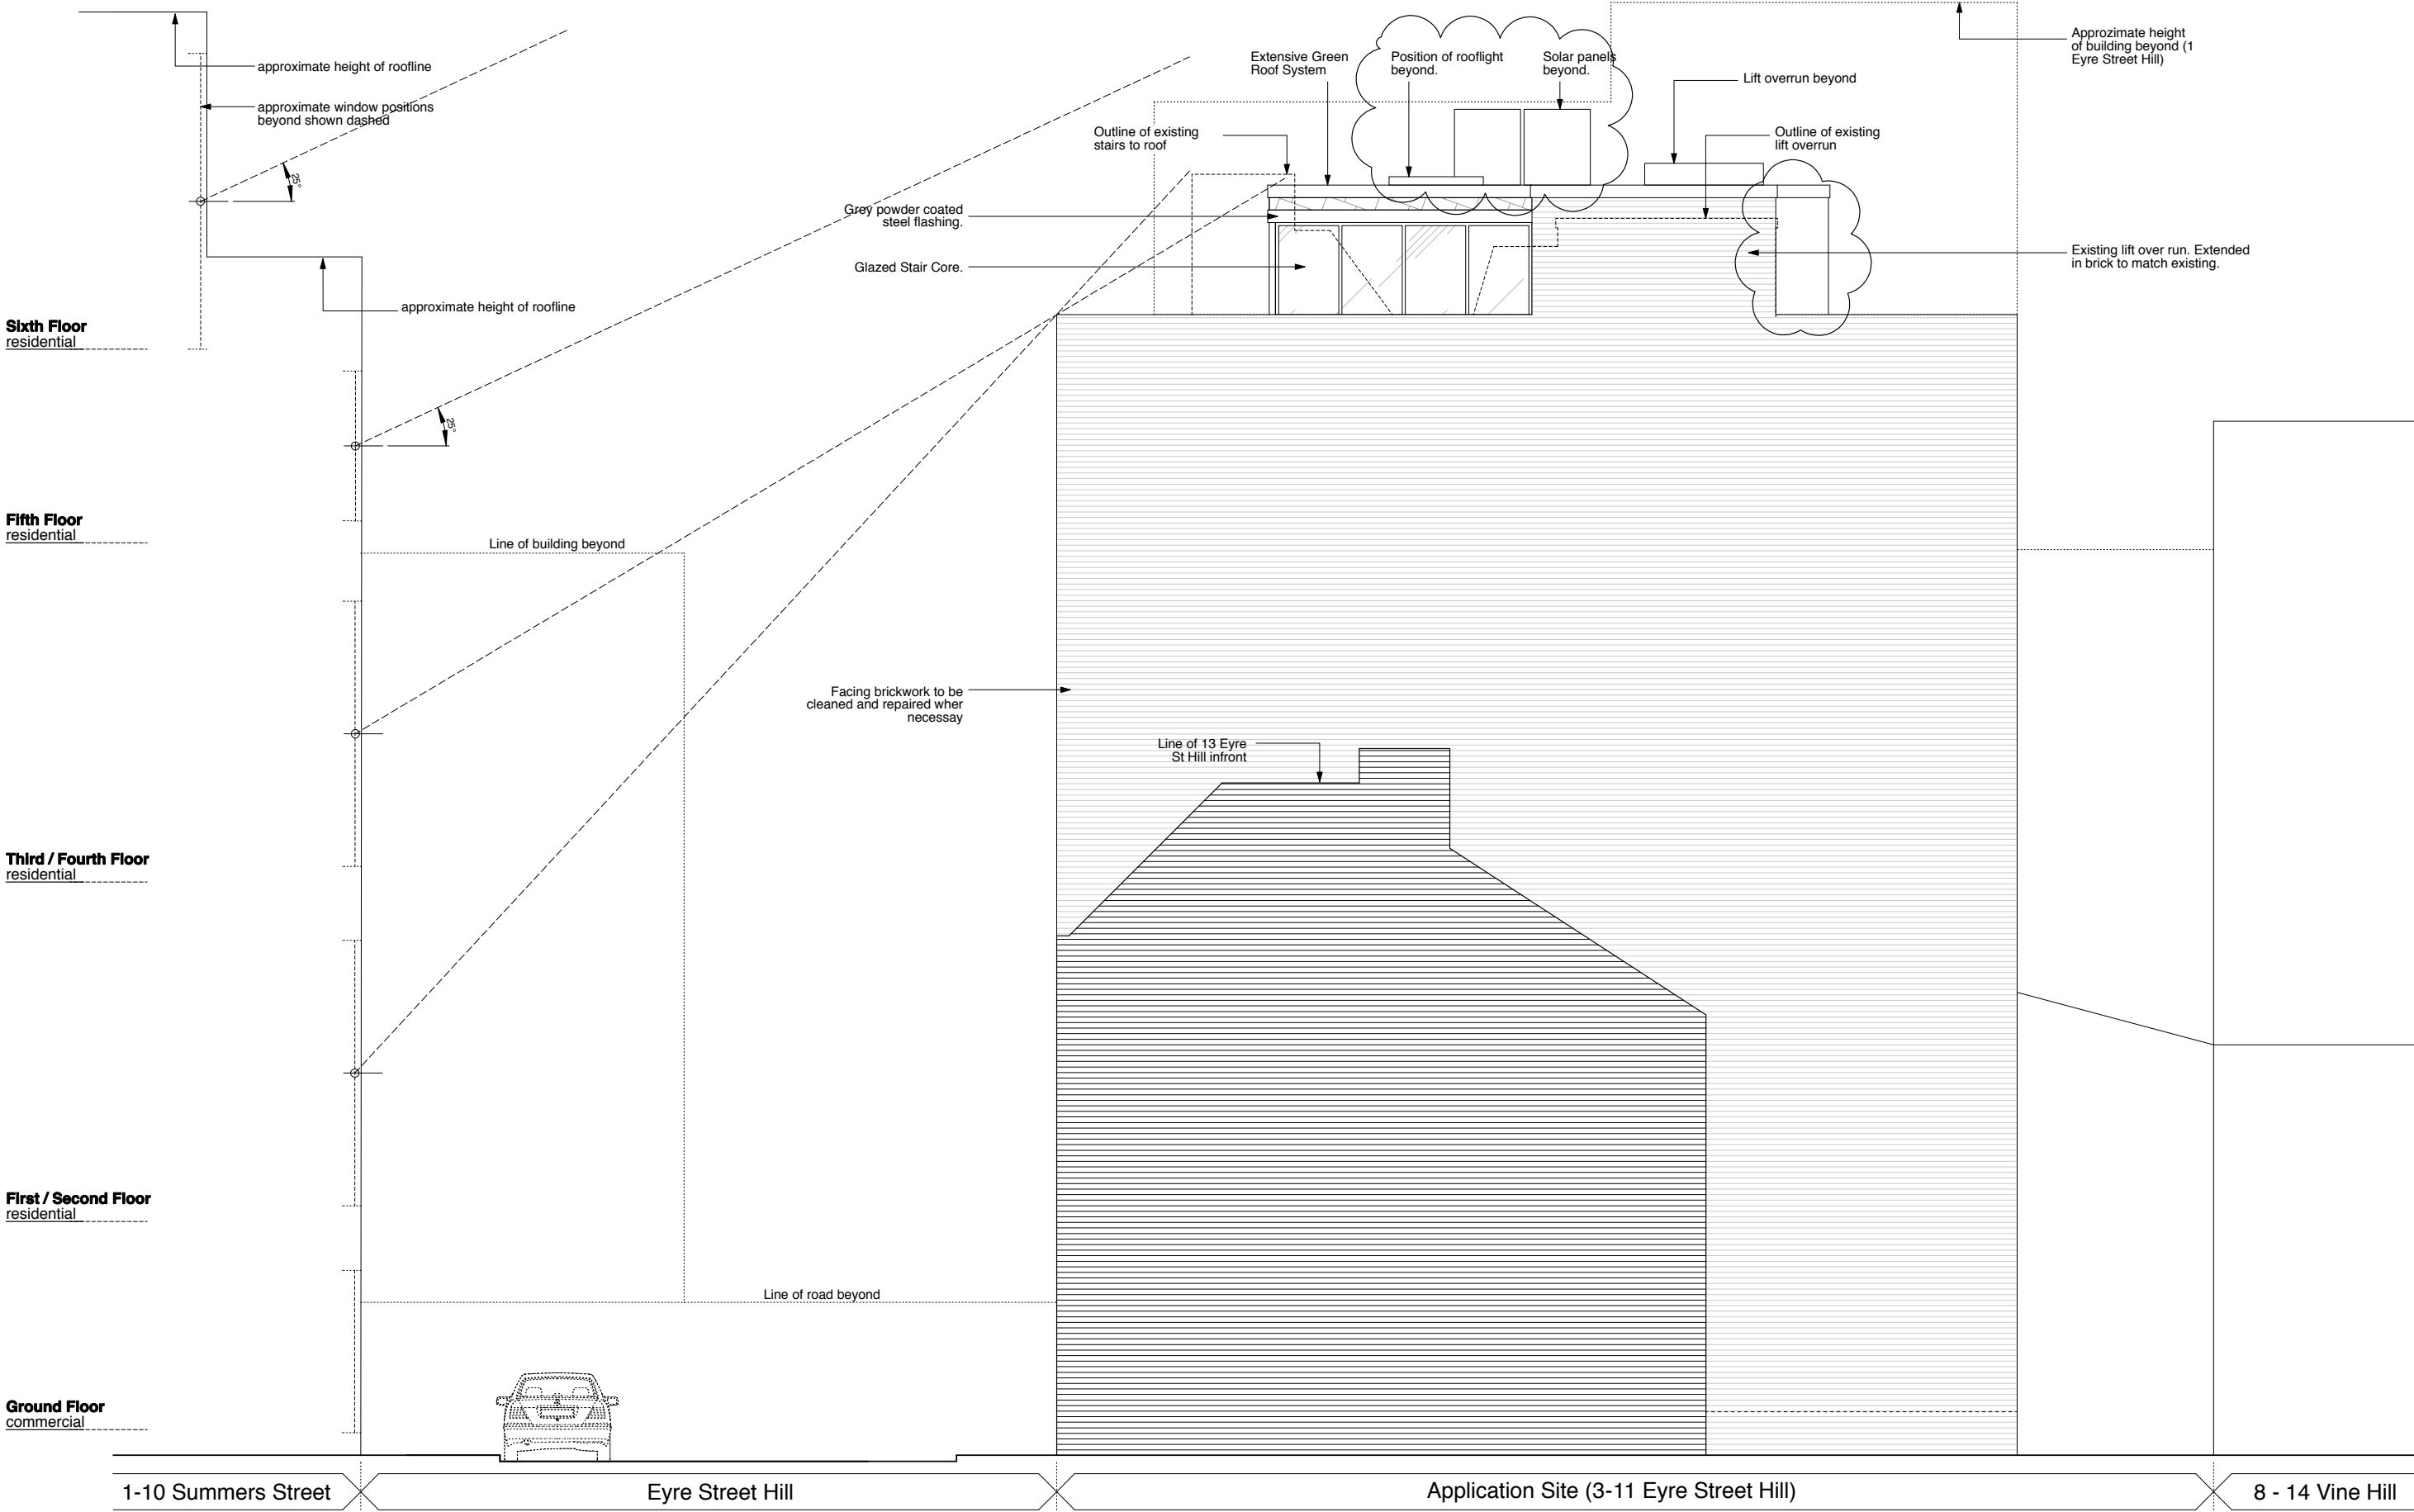 approximate height of roofline
approximate window positions
beyond shown dashed
25°
approximate height of roofline
25°
Extensive Green
Roof System
Position of rooflight
beyond.
Solar panels
beyond.
Lift overrun beyond
Approzimate height
of building beyond (1
Eyre Street Hill)
Outline of existing
stairs to roof
Outline of existing
lift overrun
Grey powder coated
steel flashing.
Glazed Stair Core.
Existing lift over run. Extended
in brick to match existing.
Sixth Floor
residential
Fifth Floor
residential
Line of building beyond
Facing brickwork to be
cleaned and repaired wher
necessay
Line of 13 Eyre
St Hill infront
Third / Fourth Floor
residential
First / Second Floor
residential
Line of road beyond
Ground Floor
commercial
1-10 Summers Street
Eyre Street Hill
Application Site (3-11 Eyre Street Hill)
8 - 14 Vine Hill